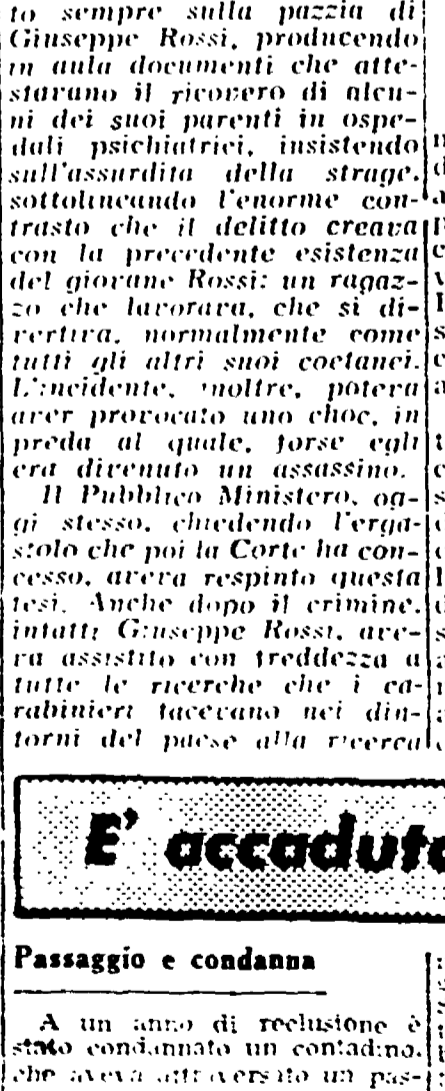 to sempre sulla pazzia di
Giuseppe Rossi, producendo
in aula documenti che atte-
stavano il ricovero di alcu-
ni dei suoi parenti in ospe-
dali psichiatrici, insistendo
sull'assurdita della strage,
sottolineando l'enorme con-
trasto che il delitto creava
con la precedente esistenza
del giovane Rossi: un ragaz-
zo che lavorava, che si di-
vertiva, normalmente come
tutti gli altri suoi coetanei.
L'incidente, inoltre, poteva
aver provocato uno choc, in
preda al quale, forse egli
era divenuto un assassino.
Il Pubblico Ministero, og-
gi stesso, chiedendo l'erga-
stolo che poi la Corte ha con-
cesso, aveva respinto questa
tesi. Anche dopo il crimine,
infatti Giuseppe Rossi, ave-
va assistito con freddezza a
tutte le ricerche che i ca-
rabinieri facevano nei din-
torni del paese alla ricerca
E' accaduto
Passaggio e condanna
A un anno di reclusione è
stato condannato un contadino,
che aveva attraversato un pas-